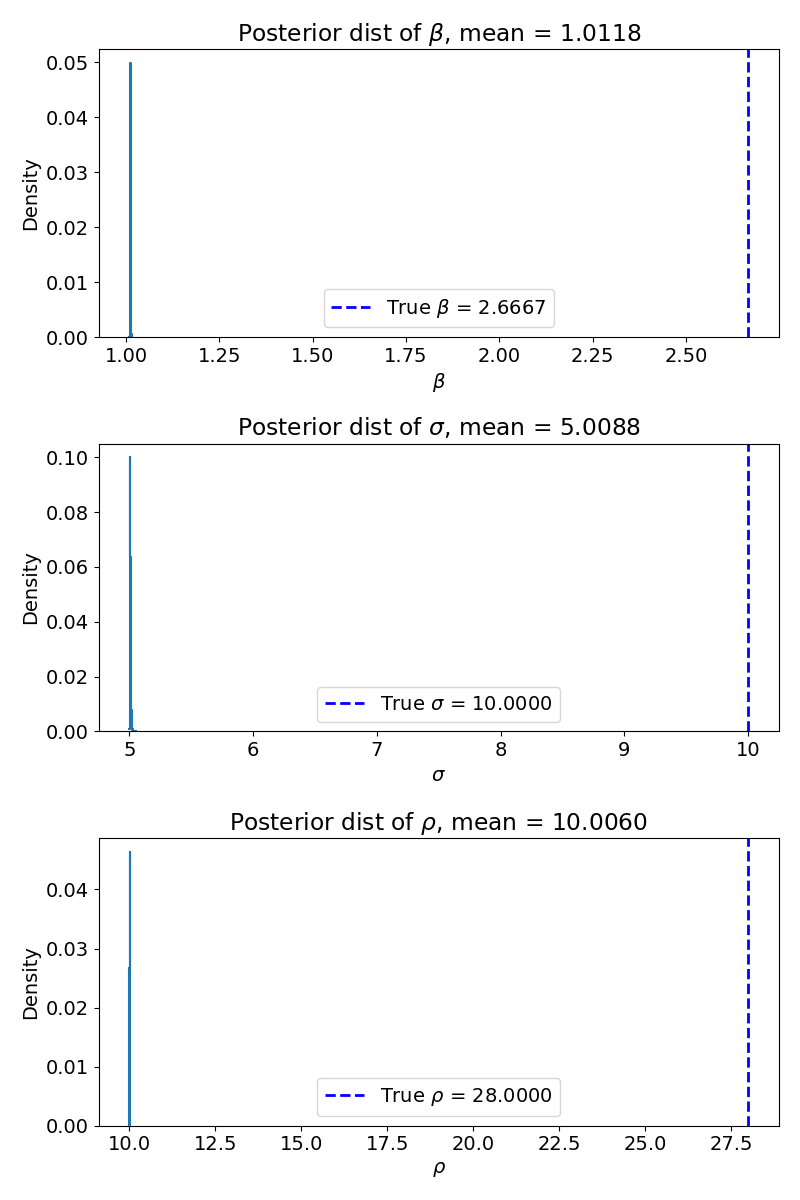 Posterior dist of β, mean = 1.0118
0.05
0.04
0.03
0.02
0.01
0.00
Density
True β = 2.6667
1.00 1.25 1.50 1.75 2.00 2.25 2.50
β
Posterior dist of σ, mean = 5.0088
0.10
0.08
0.06
0.04
0.02
0.00
Density
True σ = 10.0000
5 6 7 8 9 10
σ
Posterior dist of ρ, mean = 10.0060
0.04
0.03
0.02
0.01
0.00
Density
True ρ = 28.0000
10.0 12.5 15.0 17.5 20.0 22.5 25.0 27.5
ρ